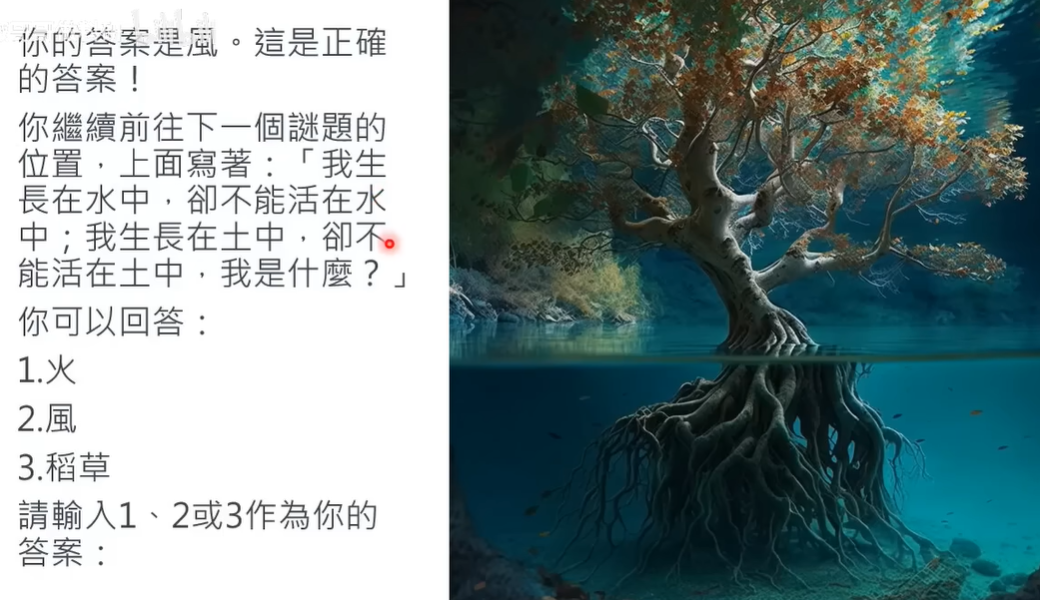 你的答案是風。這是正確
的答案！
你繼續前往下一個謎題的
位置，上面寫著：「我生
長在水中，卻不能活在水
中；我生長在土中，卻不
能活在土中，我是什麼？」
你可以回答：
1.火
2.風
3.稻草
請輸入1、2或3作為你的
答案：